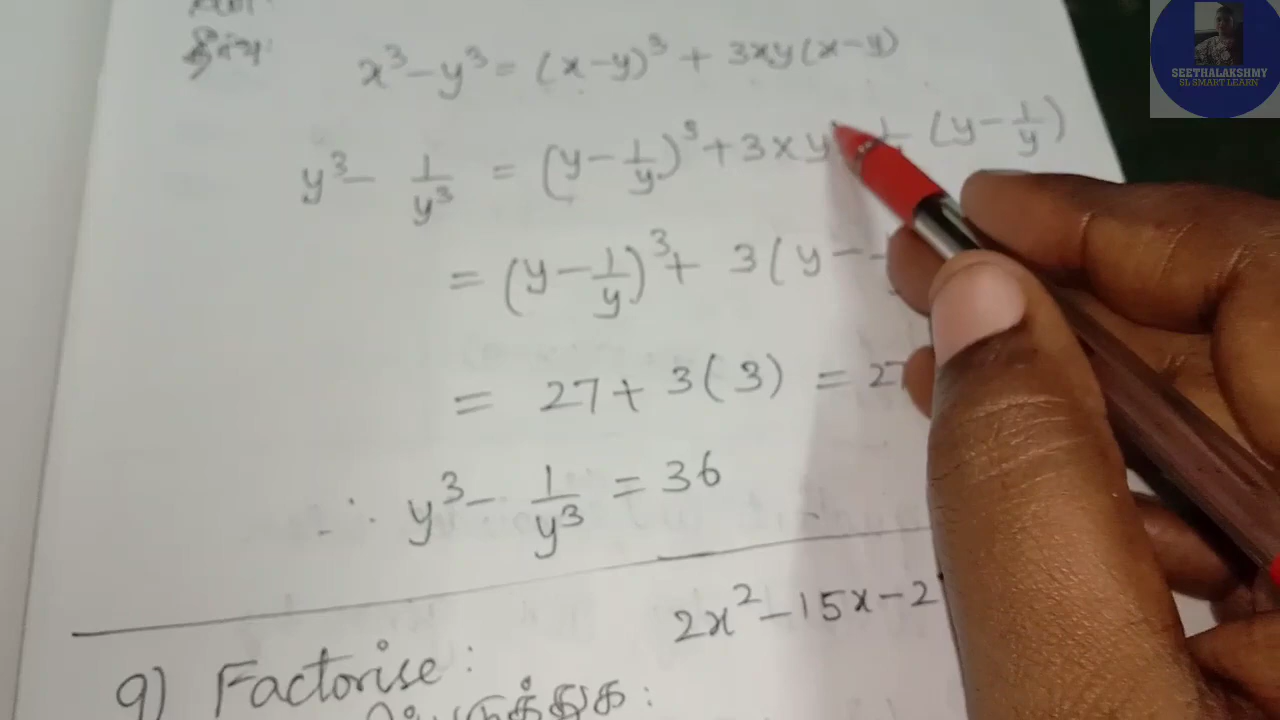 SEETHALAKSHMY
SL SMART LEARN
தீர்வு:
x³ − y³ = (x−y)³ + 3xy(x−y)
y³ − 1/y³ = (y − 1/y)³ + 3×y (y − 1/y)
= (y − 1/y)³ + 3(y −
= 27 + 3(3) = 27
∴ y³ − 1/y³ = 36
2x² − 15x − 2
9) Factorise :